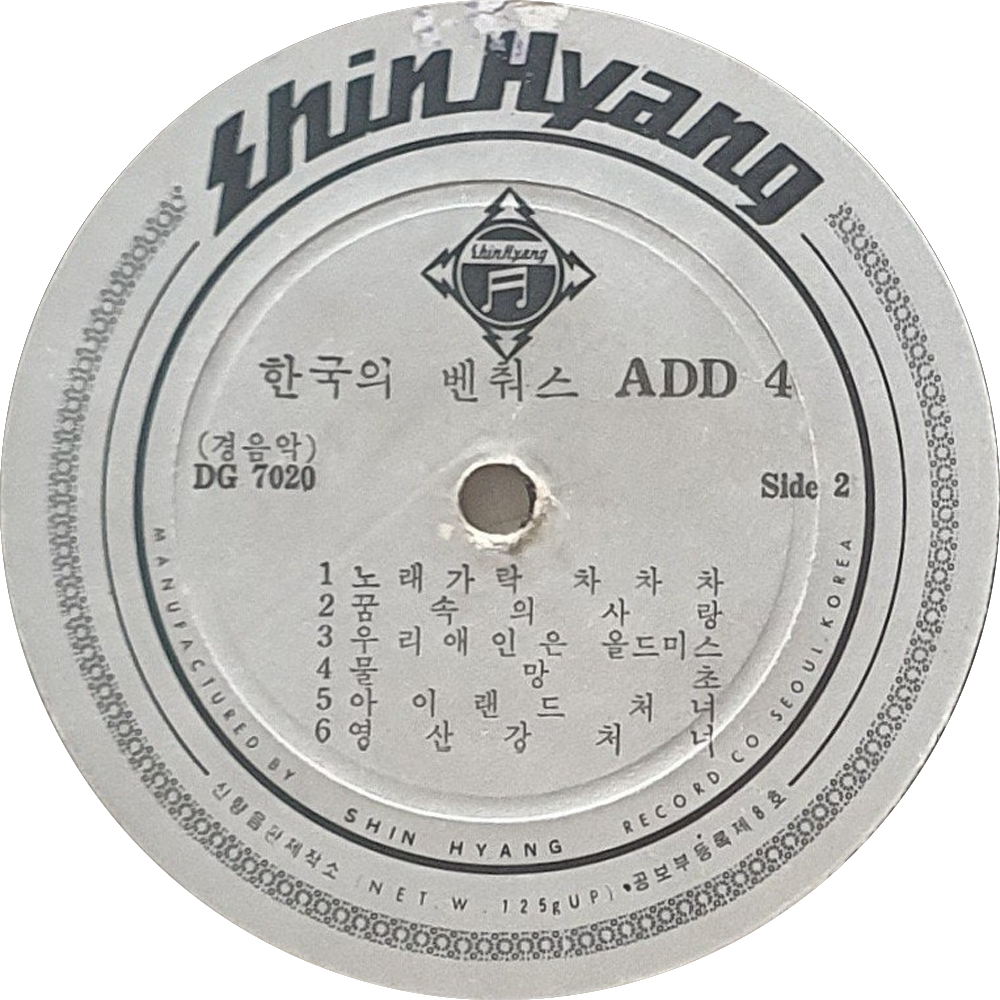 Shin Hyang
Shin Hyang
한국의 벤춰스 ADD 4
(경음악)
DG 7020
Side 2
1 노래가락 차차차
2 꿈속의 사랑
3 우리애인은 올드미스
4 물망초
5 아이랜드 처녀
6 영산강 처녀
MANUFACTURED BY SHIN HYANG RECORD CO SEOUL. KOREA
신향음판제작소 (NET. W. 125g UP) •공보부등록제8호